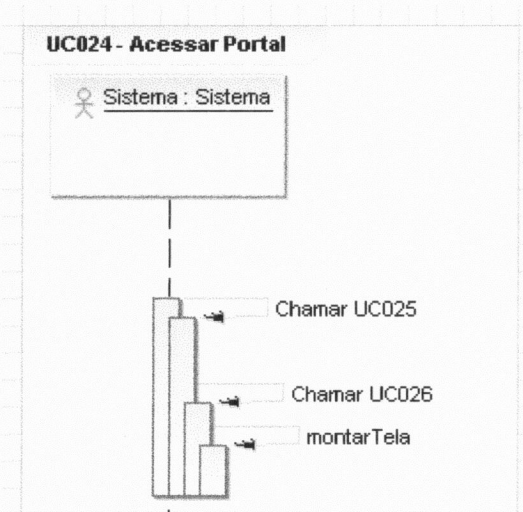 UC024 - Acessar Portal
Sistema : Sistema
Chamar UC025
Chamar UC026
montarTela